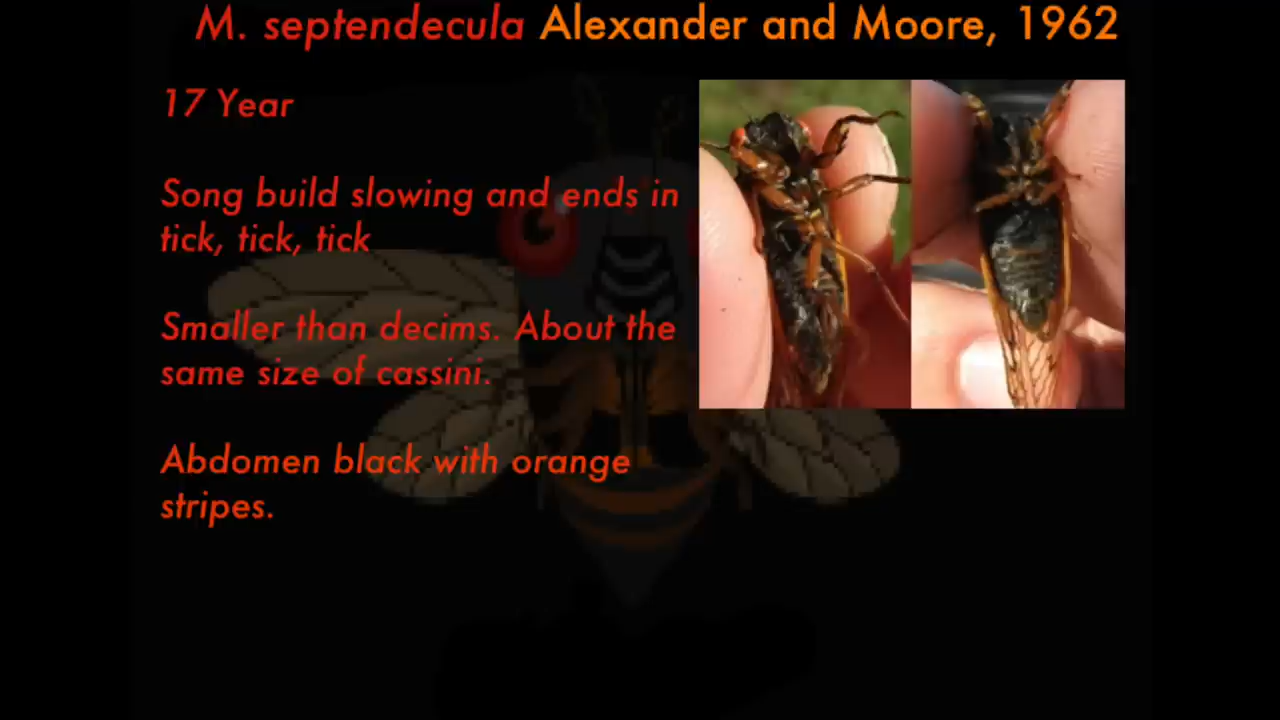 M. septendecula Alexander and Moore, 1962
17 Year
Song build slowing and ends in
tick, tick, tick
Smaller than decims. About the
same size of cassini.
Abdomen black with orange
stripes.